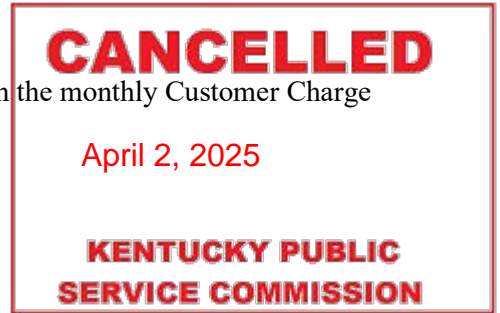 CANCELLED
the monthly Customer Charge
April 2, 2025
KENTUCKY PUBLIC
SERVICE COMMISSION